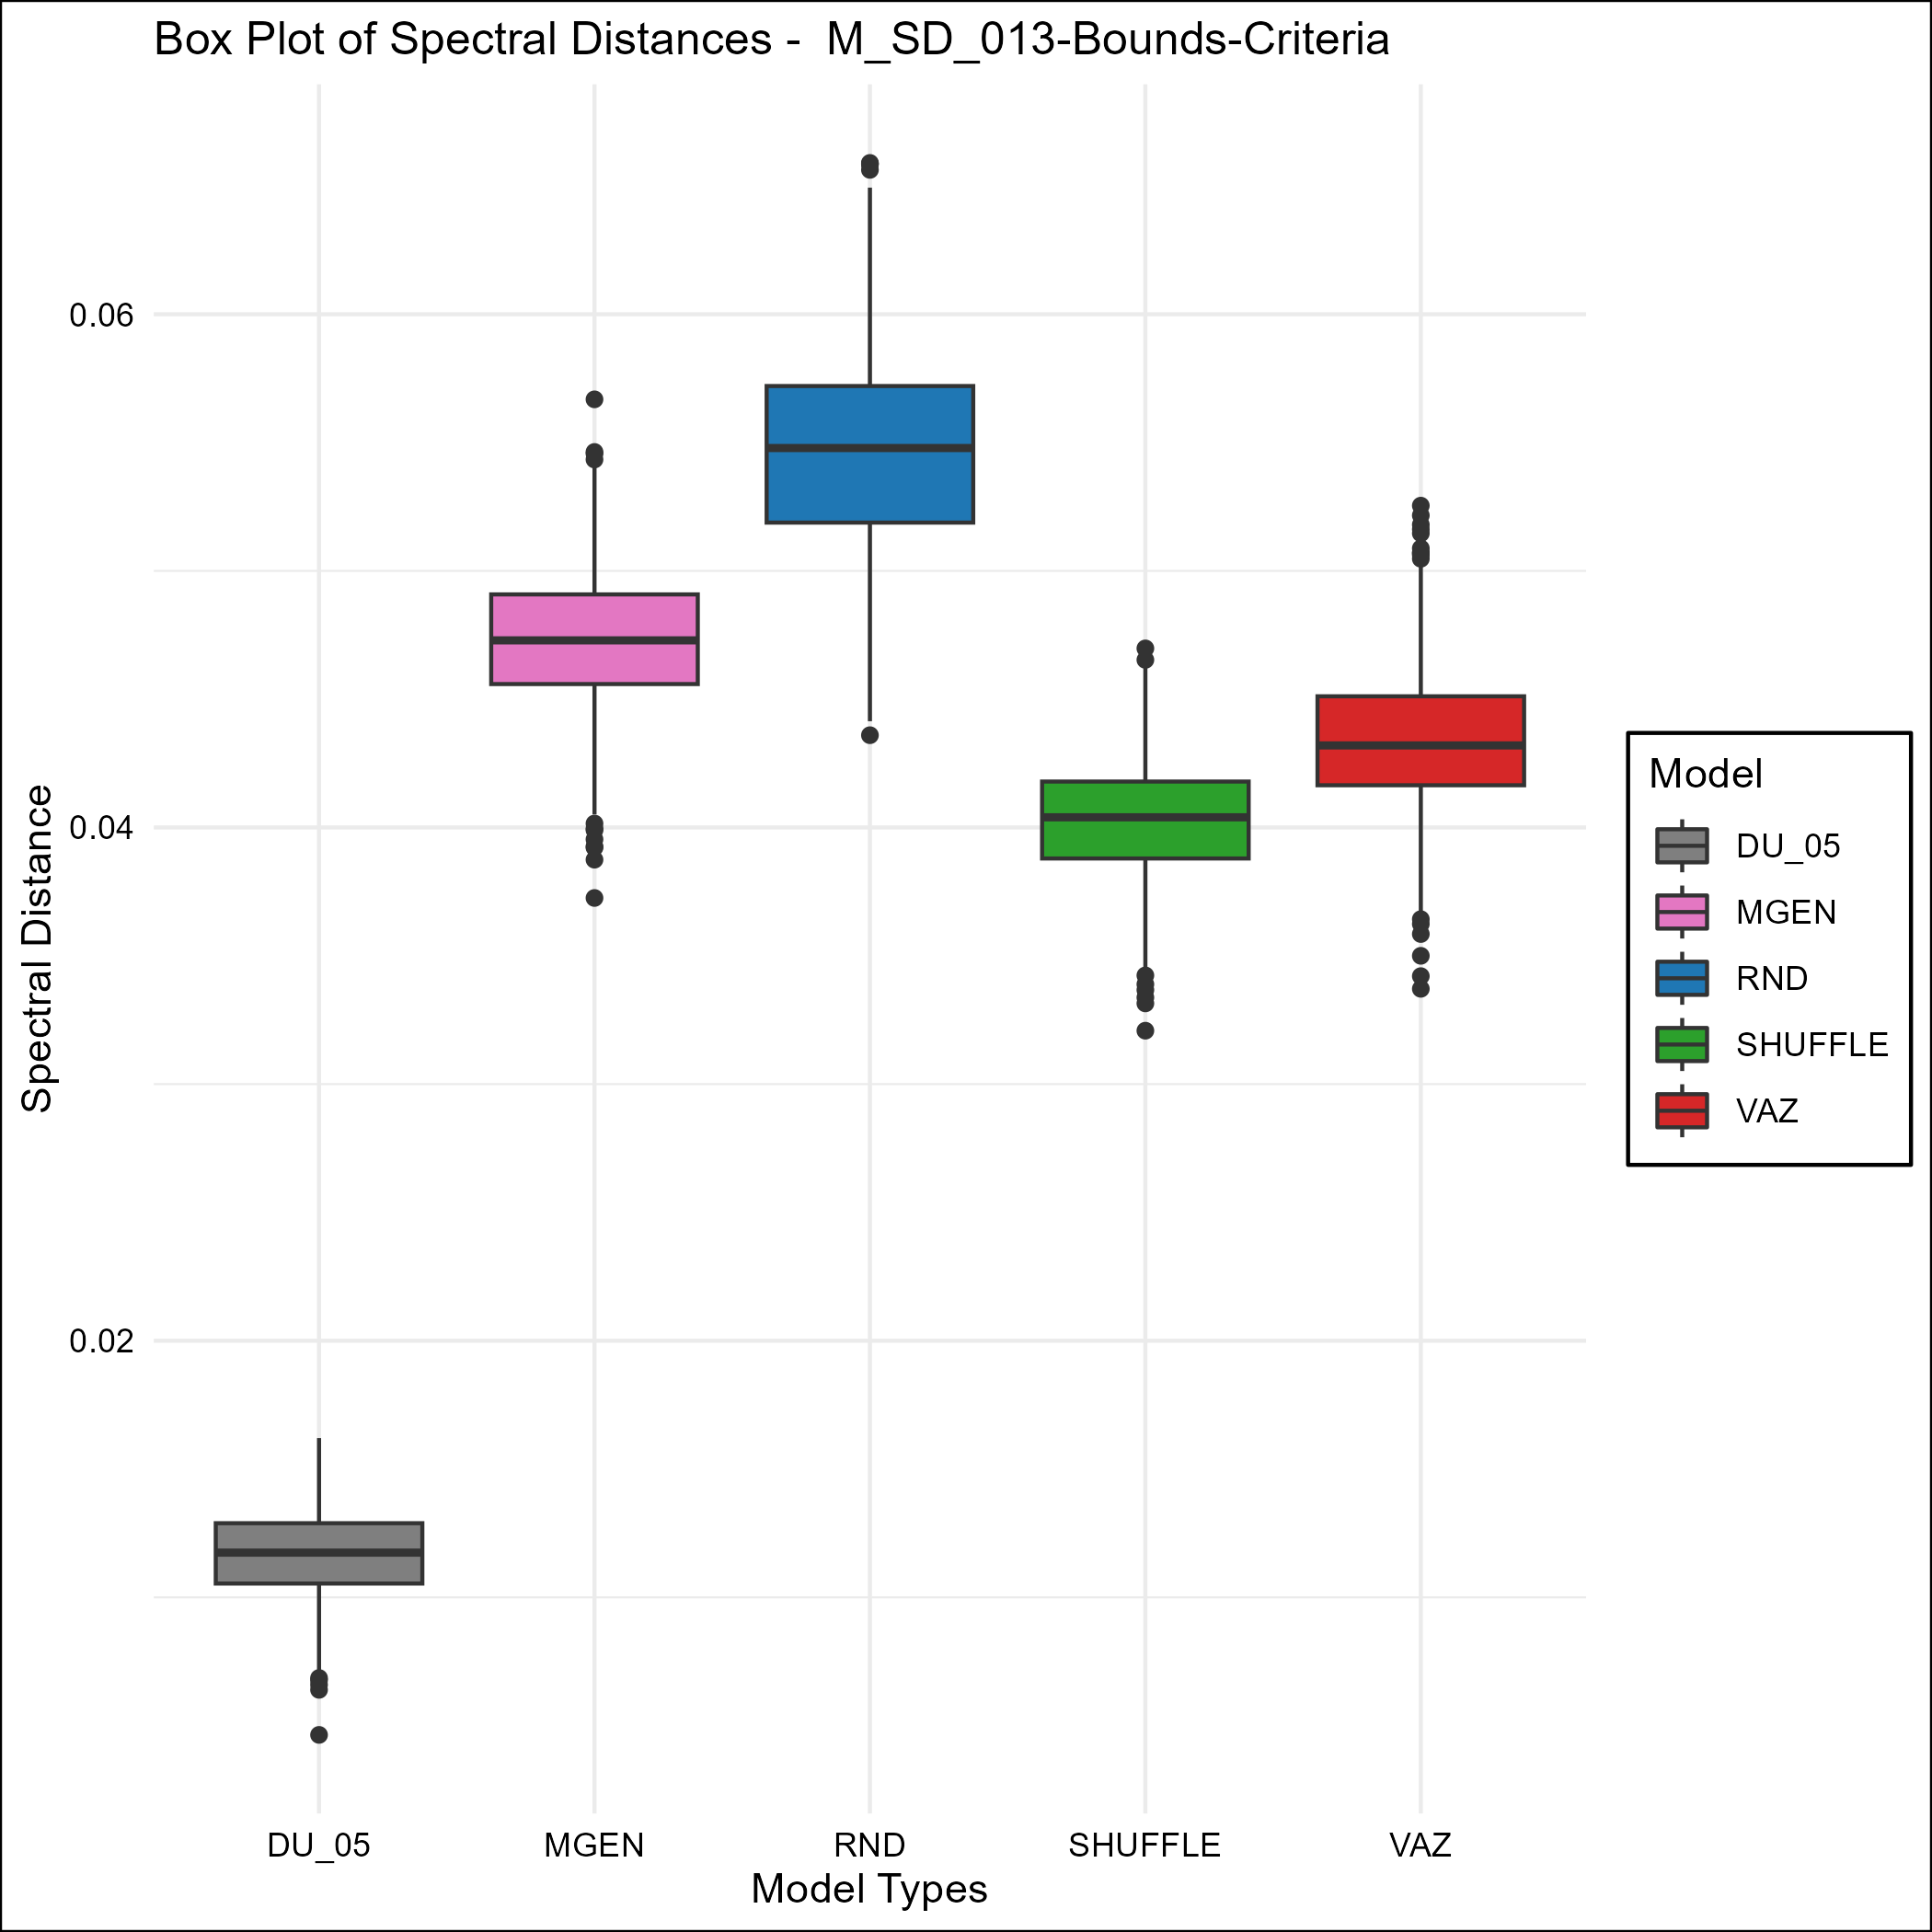 Box Plot of Spectral Distances -  M_SD_013-Bounds-Criteria
Spectral Distance
0.06
0.04
0.02
DU_05
MGEN
RND
SHUFFLE
VAZ
Model Types
Model
DU_05
MGEN
RND
SHUFFLE
VAZ